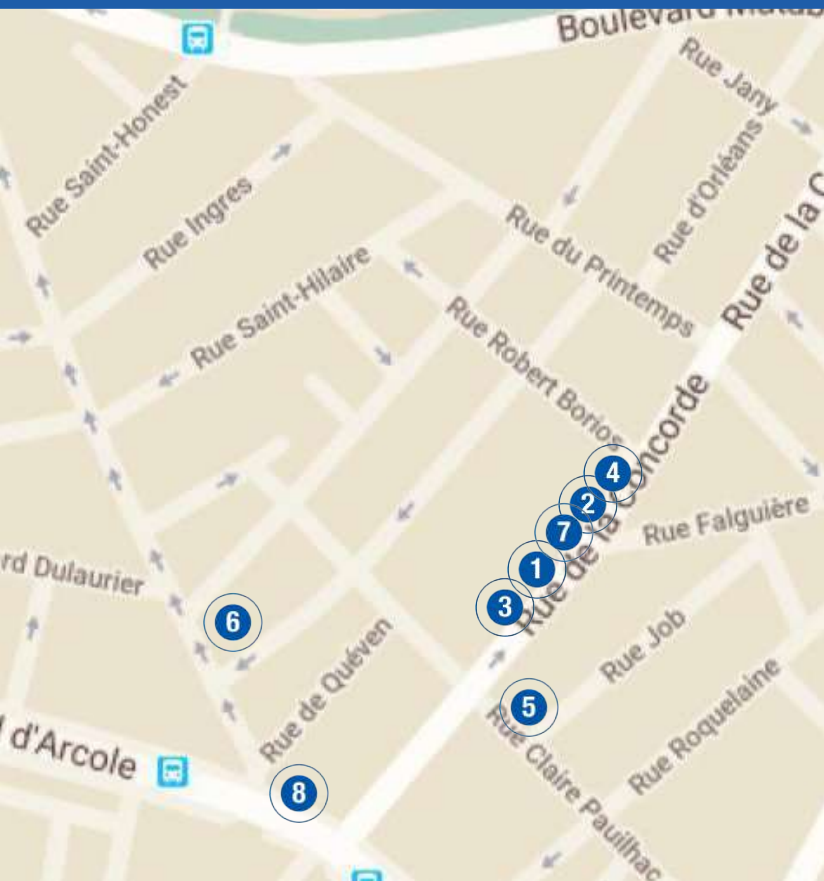 Boulevard
Rue Jany
Rue Saint-Honest
Rue d'Orléans
Rue Ingres
Rue de la C
Rue du Printemps
Rue Saint-Hilaire
Rue Robert Borios
4
2
7
1
3
Rue de la Concorde
Rue Falguière
rd Dulaurier
6
Rue de Quéven
Rue Job
5
Rue Roquelaine
Rue Claire Pauilhac
d d'Arcole
8